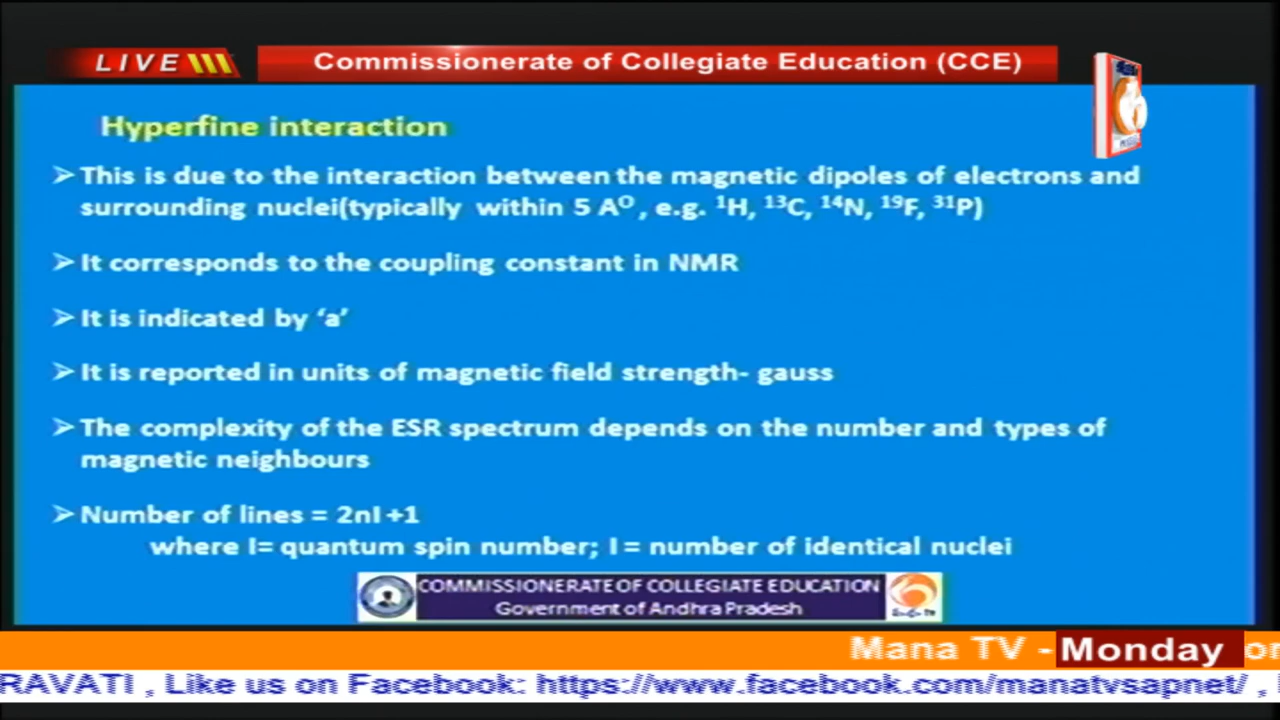 LIVE
Commissionerate of Collegiate Education (CCE)
Hyperfine interaction
➢ This is due to the interaction between the magnetic dipoles of electrons and
surrounding nuclei(typically within 5 Aᴼ , e.g. ¹H, ¹³C, ¹⁴N, ¹⁹F, ³¹P)
➢ It corresponds to the coupling constant in NMR
➢ It is indicated by ‘a’
➢ It is reported in units of magnetic field strength- gauss
➢ The complexity of the ESR spectrum depends on the number and types of
magnetic neighbours
➢ Number of lines = 2nI +1
where I= quantum spin number; I = number of identical nuclei
COMMISSIONERATE OF COLLEGIATE EDUCATION
Government of Andhra Pradesh
Mana TV - Monday
RAVATI , Like us on Facebook: https://www.facebook.com/manatvsapnet/ ,